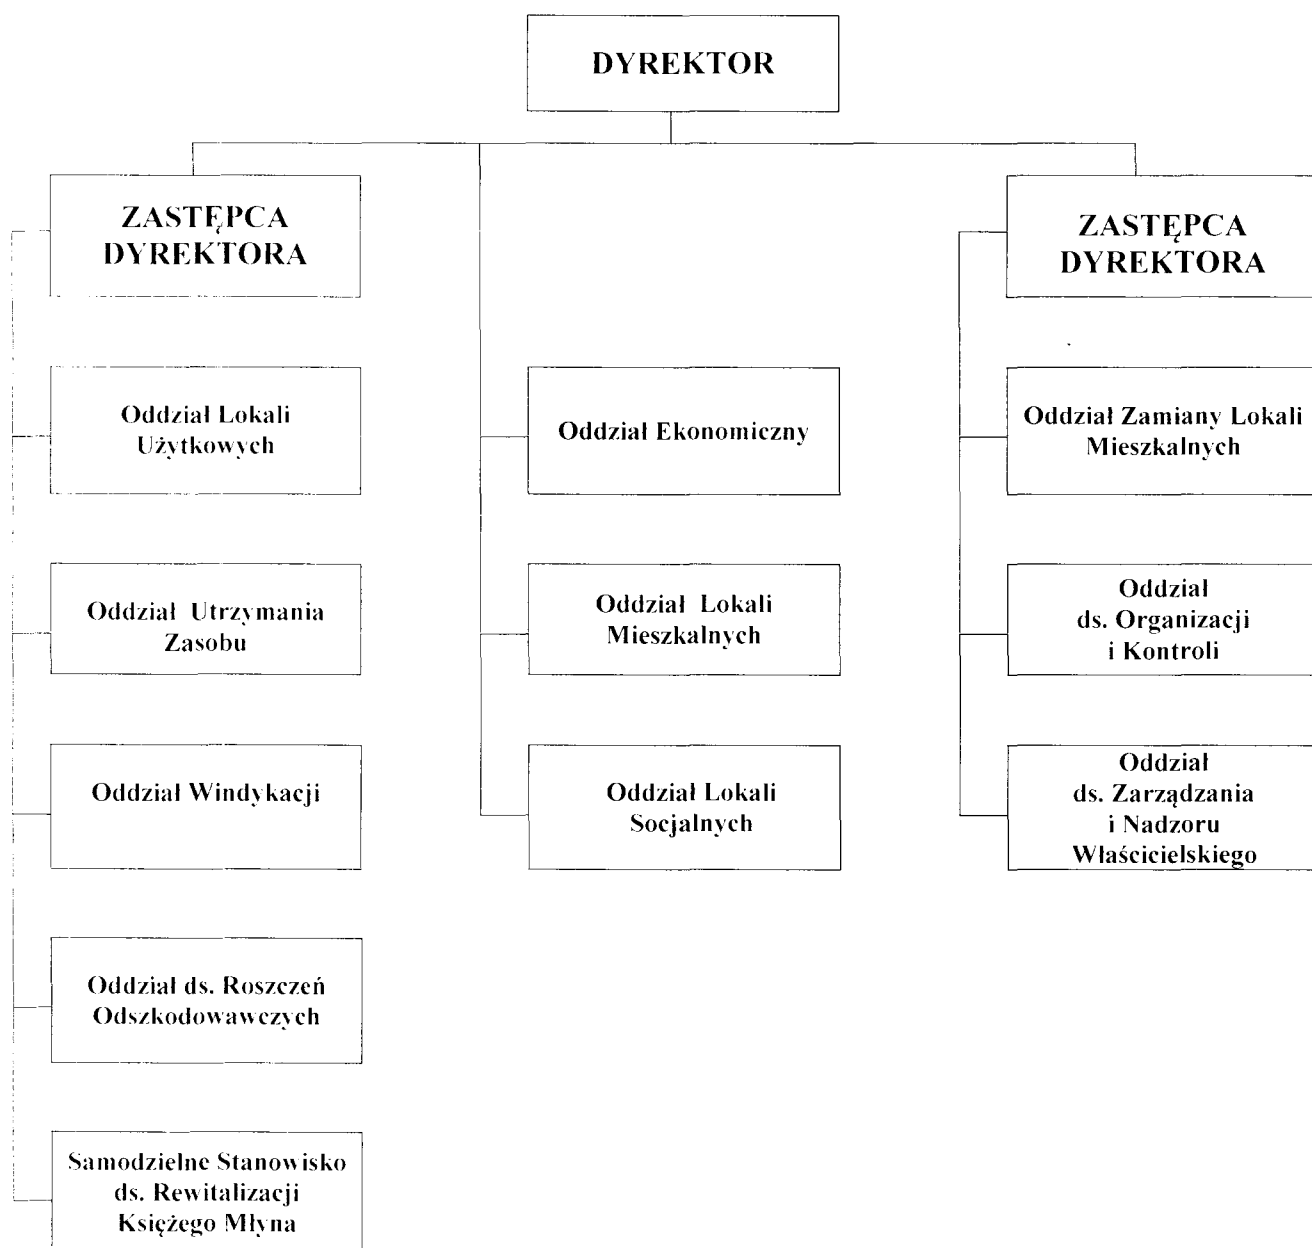 DYREKTOR
ZASTĘPCA
DYREKTORA
ZASTĘPCA
DYREKTORA
Oddział Lokali
Użytkowych
Oddział Ekonomiczny
Oddział Zamiany Lokali
Mieszkalnych
Oddział Utrzymania
Zasobu
Oddział Lokali
Mieszkalnych
Oddział
ds. Organizacji
i Kontroli
Oddział Windykacji
Oddział Lokali
Socjalnych
Oddział
ds. Zarządzania
i Nadzoru
Właścicielskiego
Oddział ds. Roszczeń
Odszkodowawczych
Samodzielne Stanowisko
ds. Rewitalizacji
Księżego Młyna